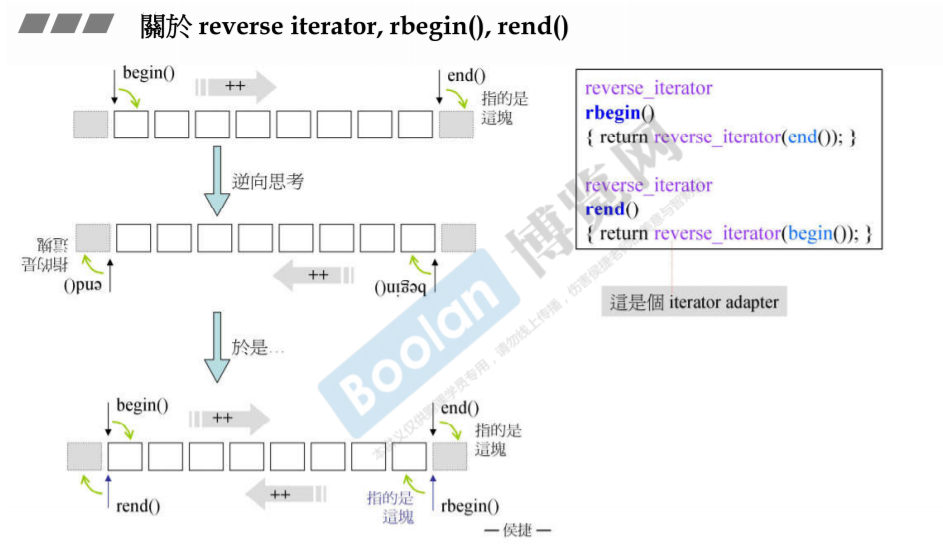 關於 reverse iterator, rbegin(), rend()
begin()
++
end()
指的是
這塊
逆向思考
指的是
這塊
end()
++
begin()
於是…
begin()
++
end()
指的是
這塊
rend()
++
指的是
這塊
rbegin()
— 侯捷 —
reverse_iterator
rbegin()
{ return reverse_iterator(end()); }
reverse_iterator
rend()
{ return reverse_iterator(begin()); }
這是個 iterator adapter
Boolan
博览网